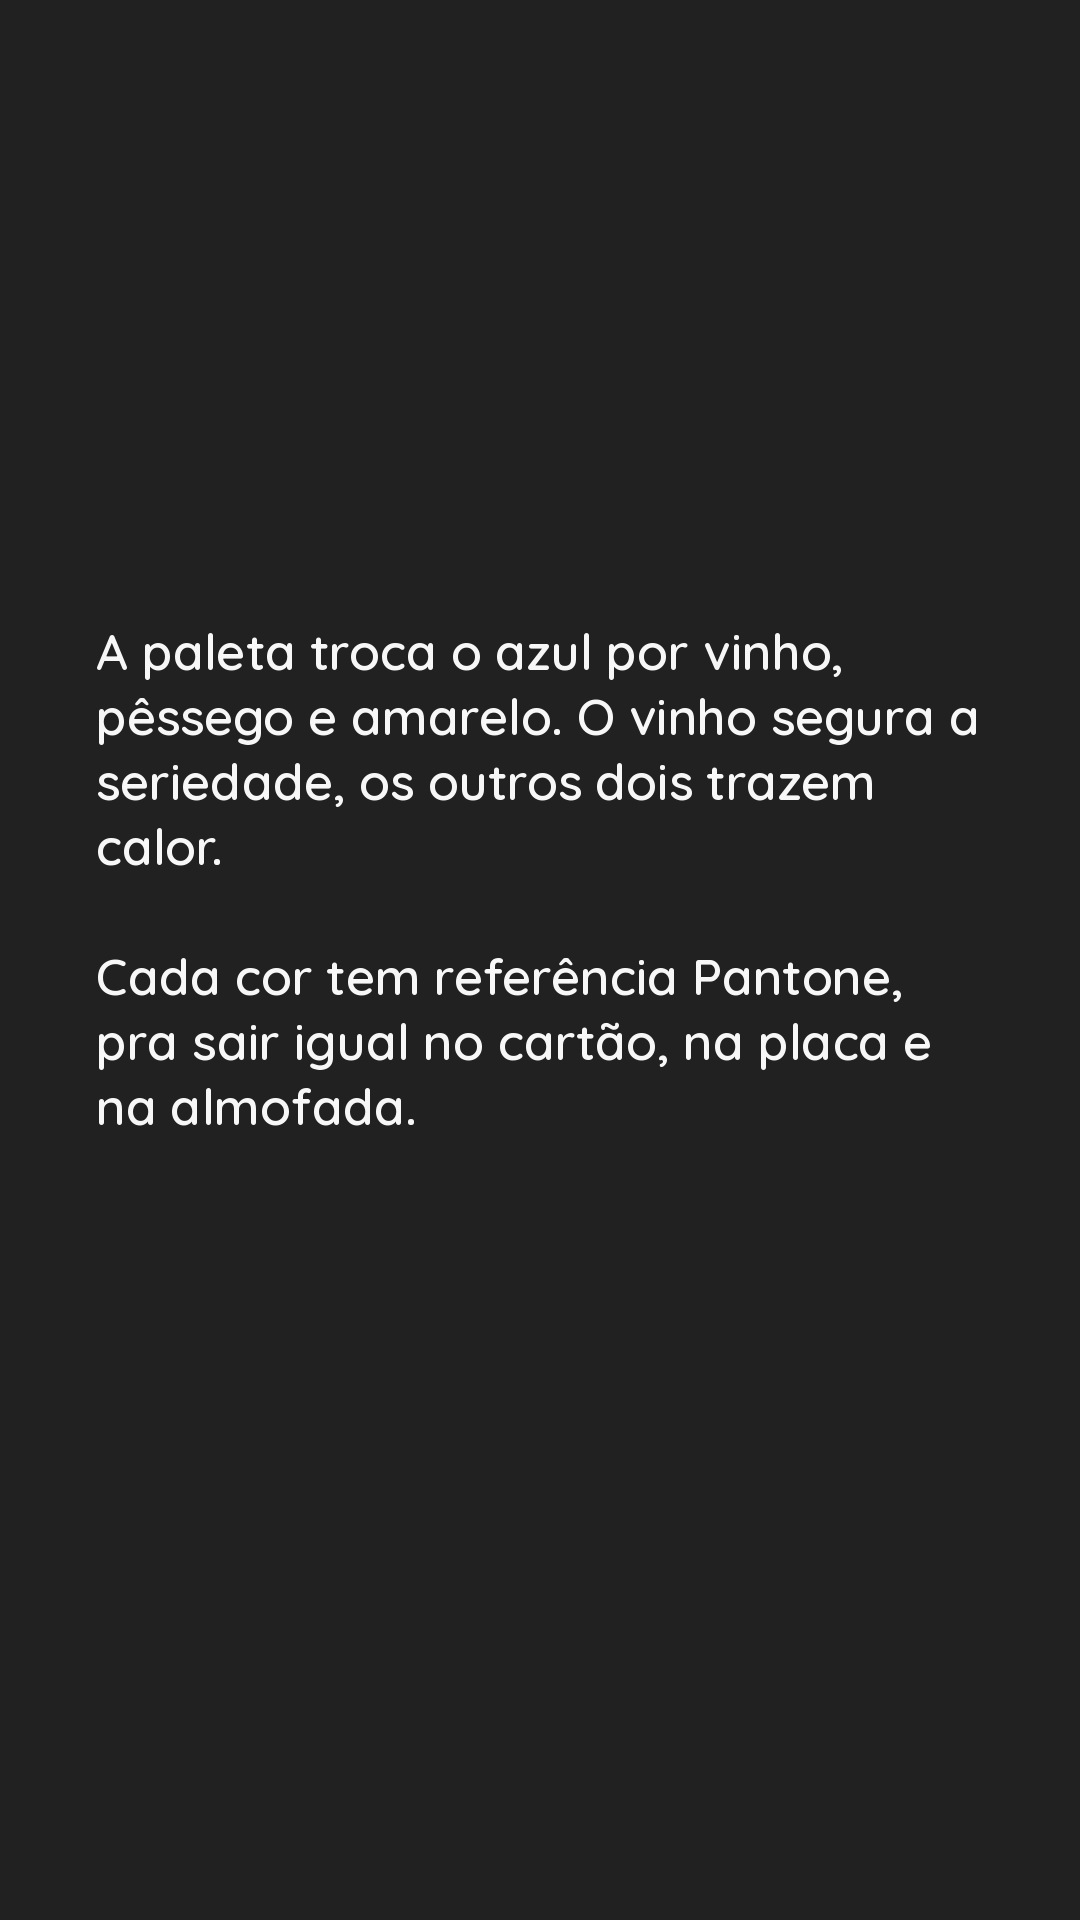 A paleta troca o azul por vinho,
pêssego e amarelo. O vinho segura a
seriedade, os outros dois trazem
calor.
Cada cor tem referência Pantone,
pra sair igual no cartão, na placa e
na almofada.